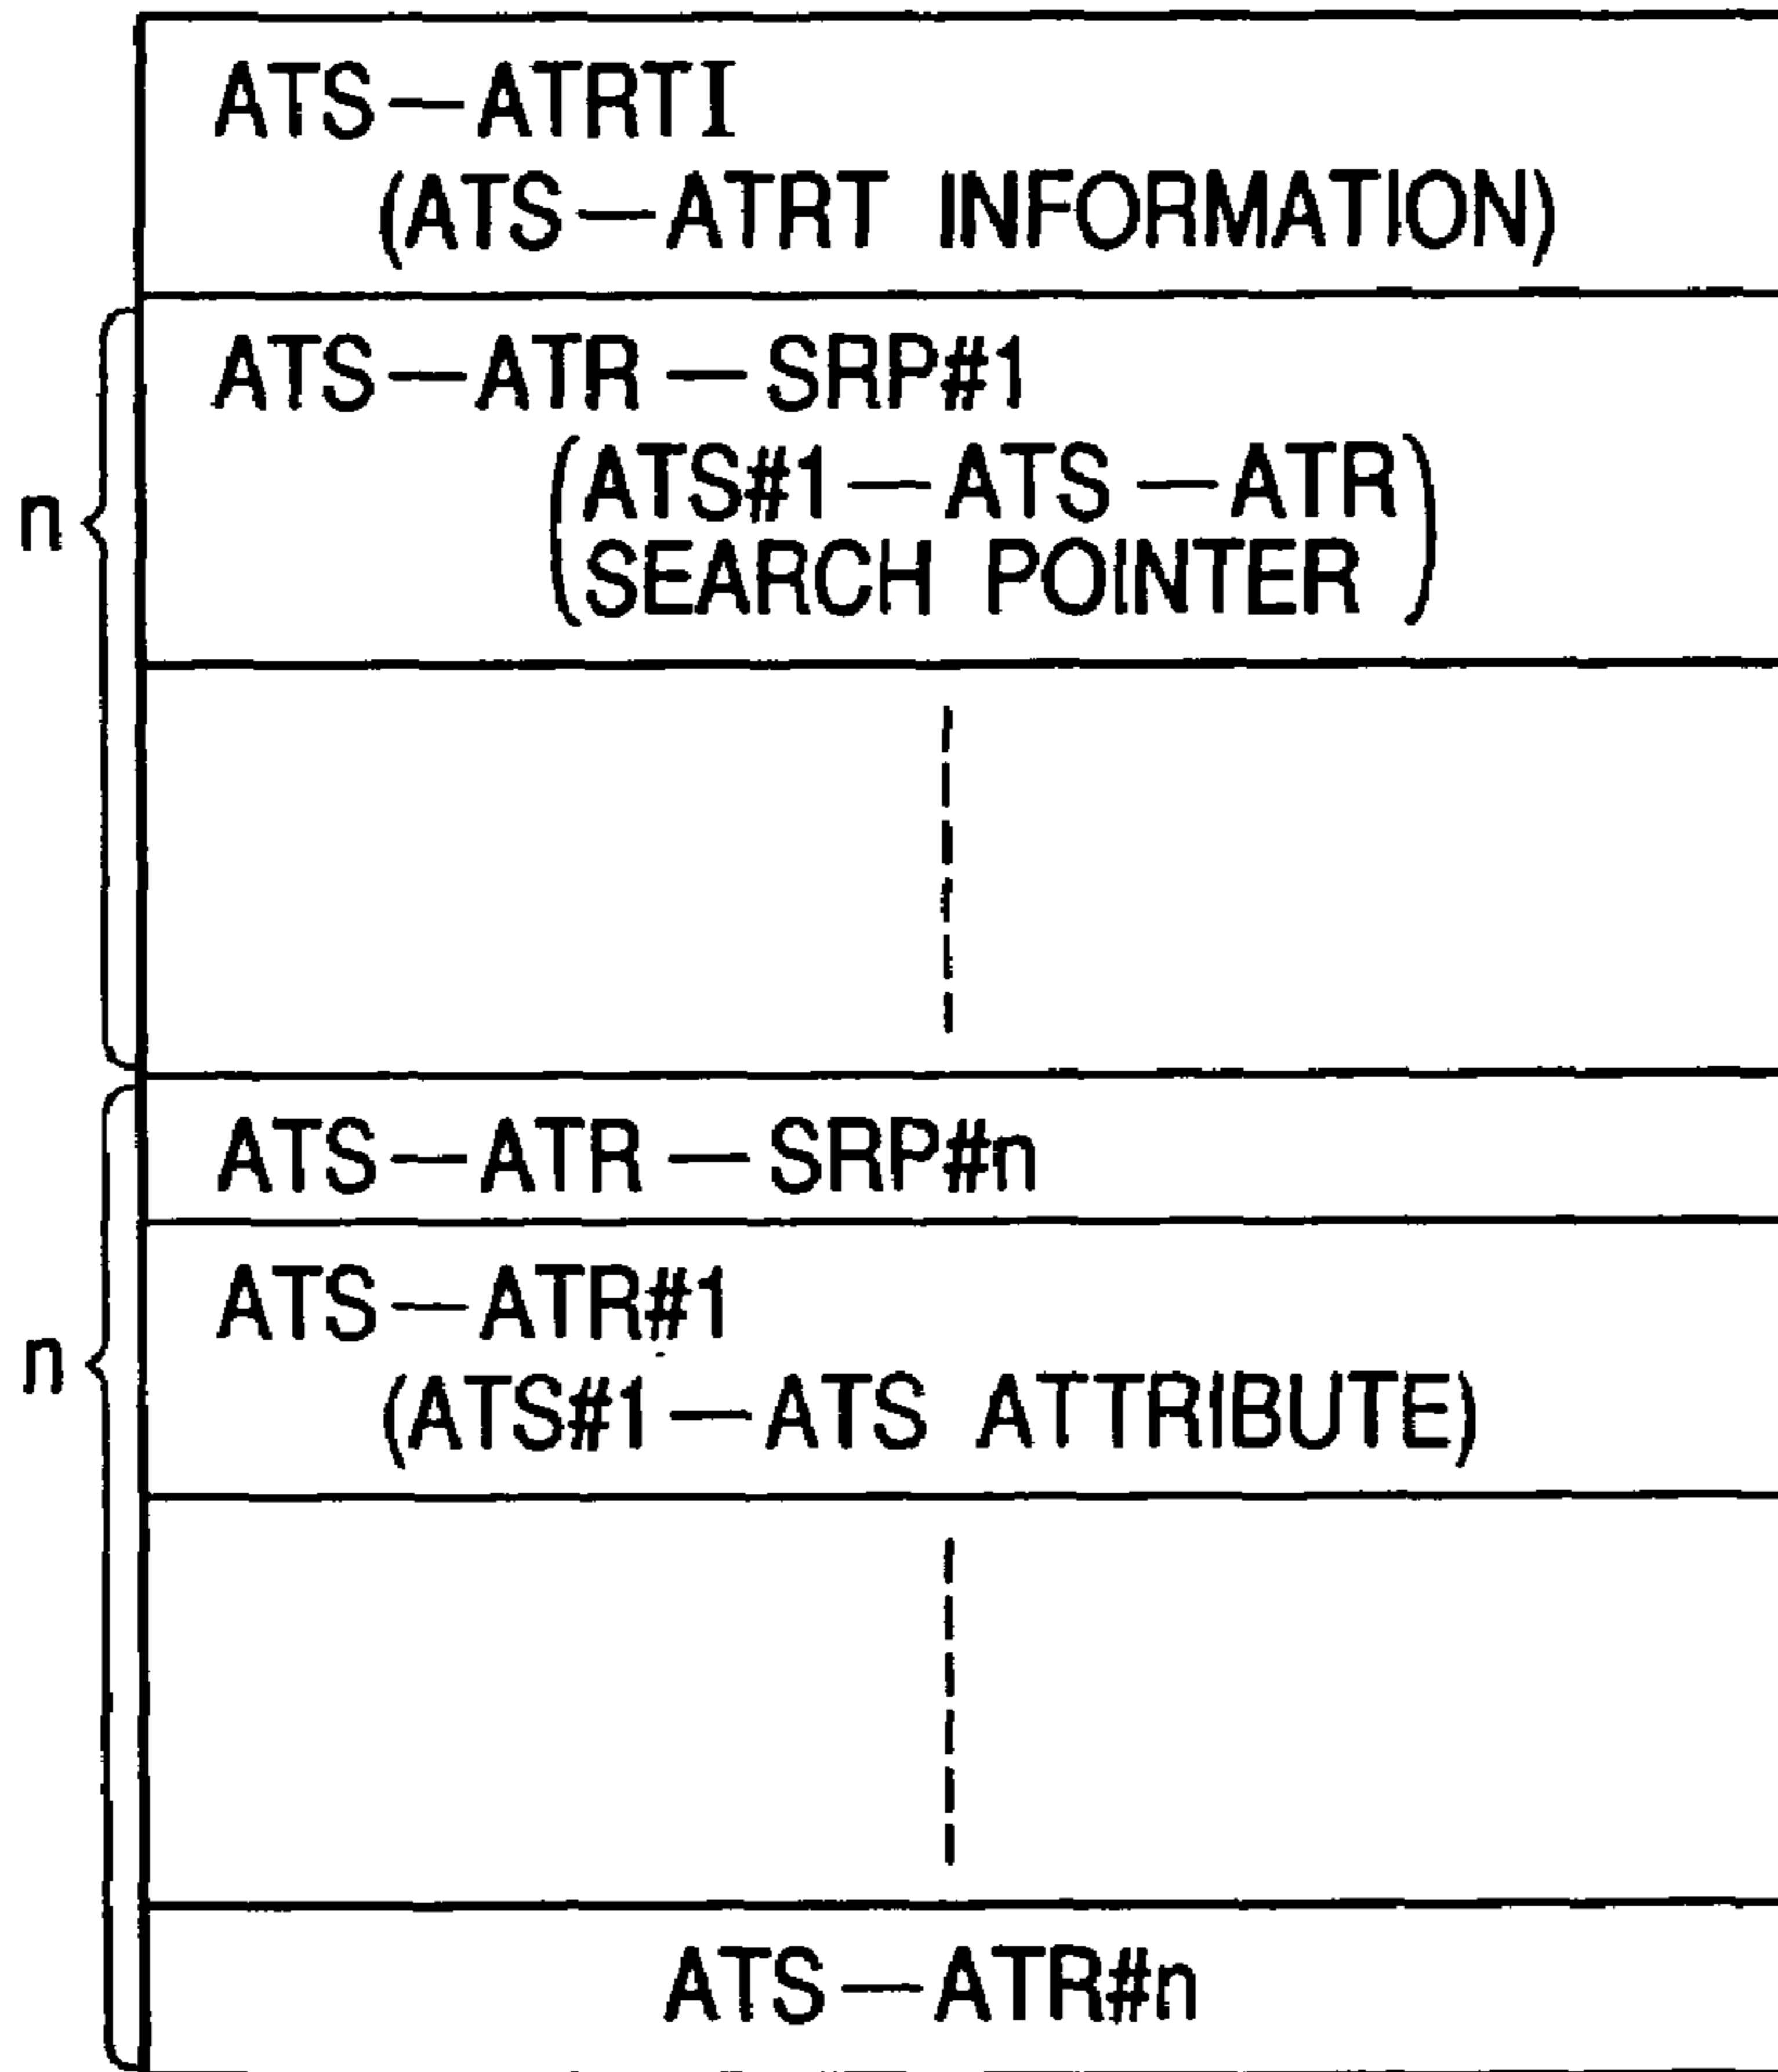 ATS—ATRTI
(ATS—ATRT INFORMATION)
ATS—ATR—SRP#1
(ATS#1—ATS—ATR
SEARCH POINTER)
n
ATS—ATR—SRP#n
ATS—ATR#1
n
(ATS#1—ATS ATTRIBUTE)
ATS—ATR#n